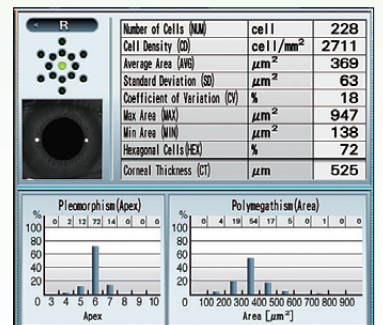 R
Number of Cells (NUM) cell 228
Cell Density (CD) cell/mm² 2711
Average Area (AVG) μm² 369
Standard Deviation (SD) μm² 63
Coefficient of Variation (CV) % 18
Max Area (MAX) μm² 947
Min Area (MIN) μm² 138
Hexagonal Cells(HEX) % 72
Corneal Thickness (CT) μm 525
Pleomorphism(Apex)
% 0 2 12 72 14 0 0 0
100
80
60
40
20
0 3 4 5 6 7 8 9 10
Apex
Polymegathism(Area)
% 0 4 19 54 17 5 0 1 0 0
100
80
60
40
20
0 100 200 300 400 500 600 700 800 900
Area [μm²]